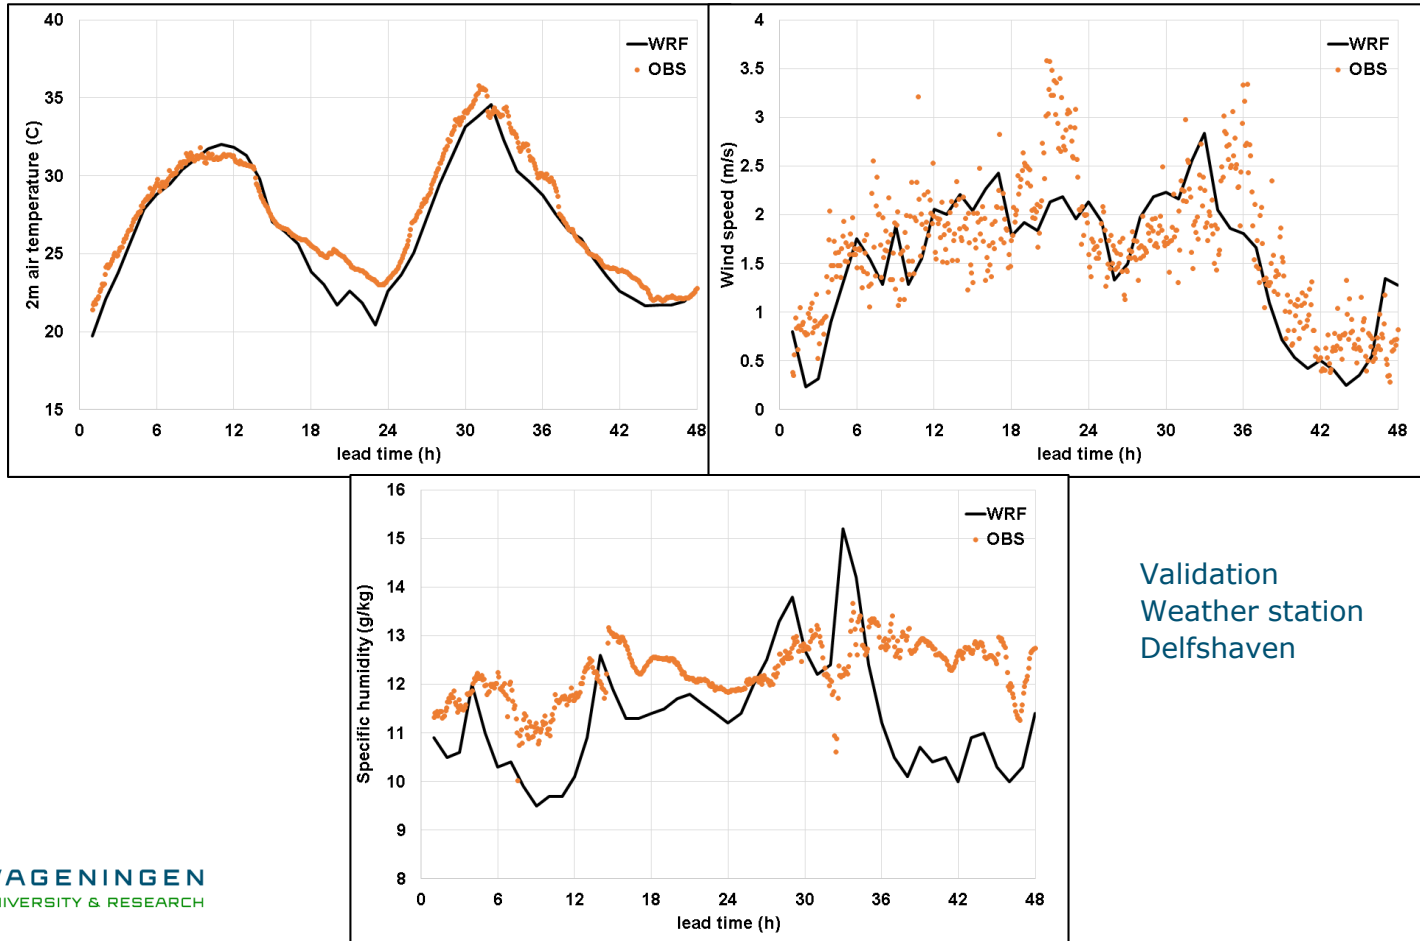 40
35
30
25
20
15
2m air temperature (C)
WRF
OBS
0 6 12 18 24 30 36 42 48
lead time (h)
4
3.5
3
2.5
2
1.5
1
0.5
0
Wind speed (m/s)
WRF
OBS
0 6 12 18 24 30 36 42 48
lead time (h)
16
15
14
13
12
11
10
9
8
Specific humidity (g/kg)
WRF
OBS
0 6 12 18 24 30 36 42 48
lead time (h)
Validation
Weather station
Delfshaven
AGENINGEN
NIVERSITY & RESEARCH